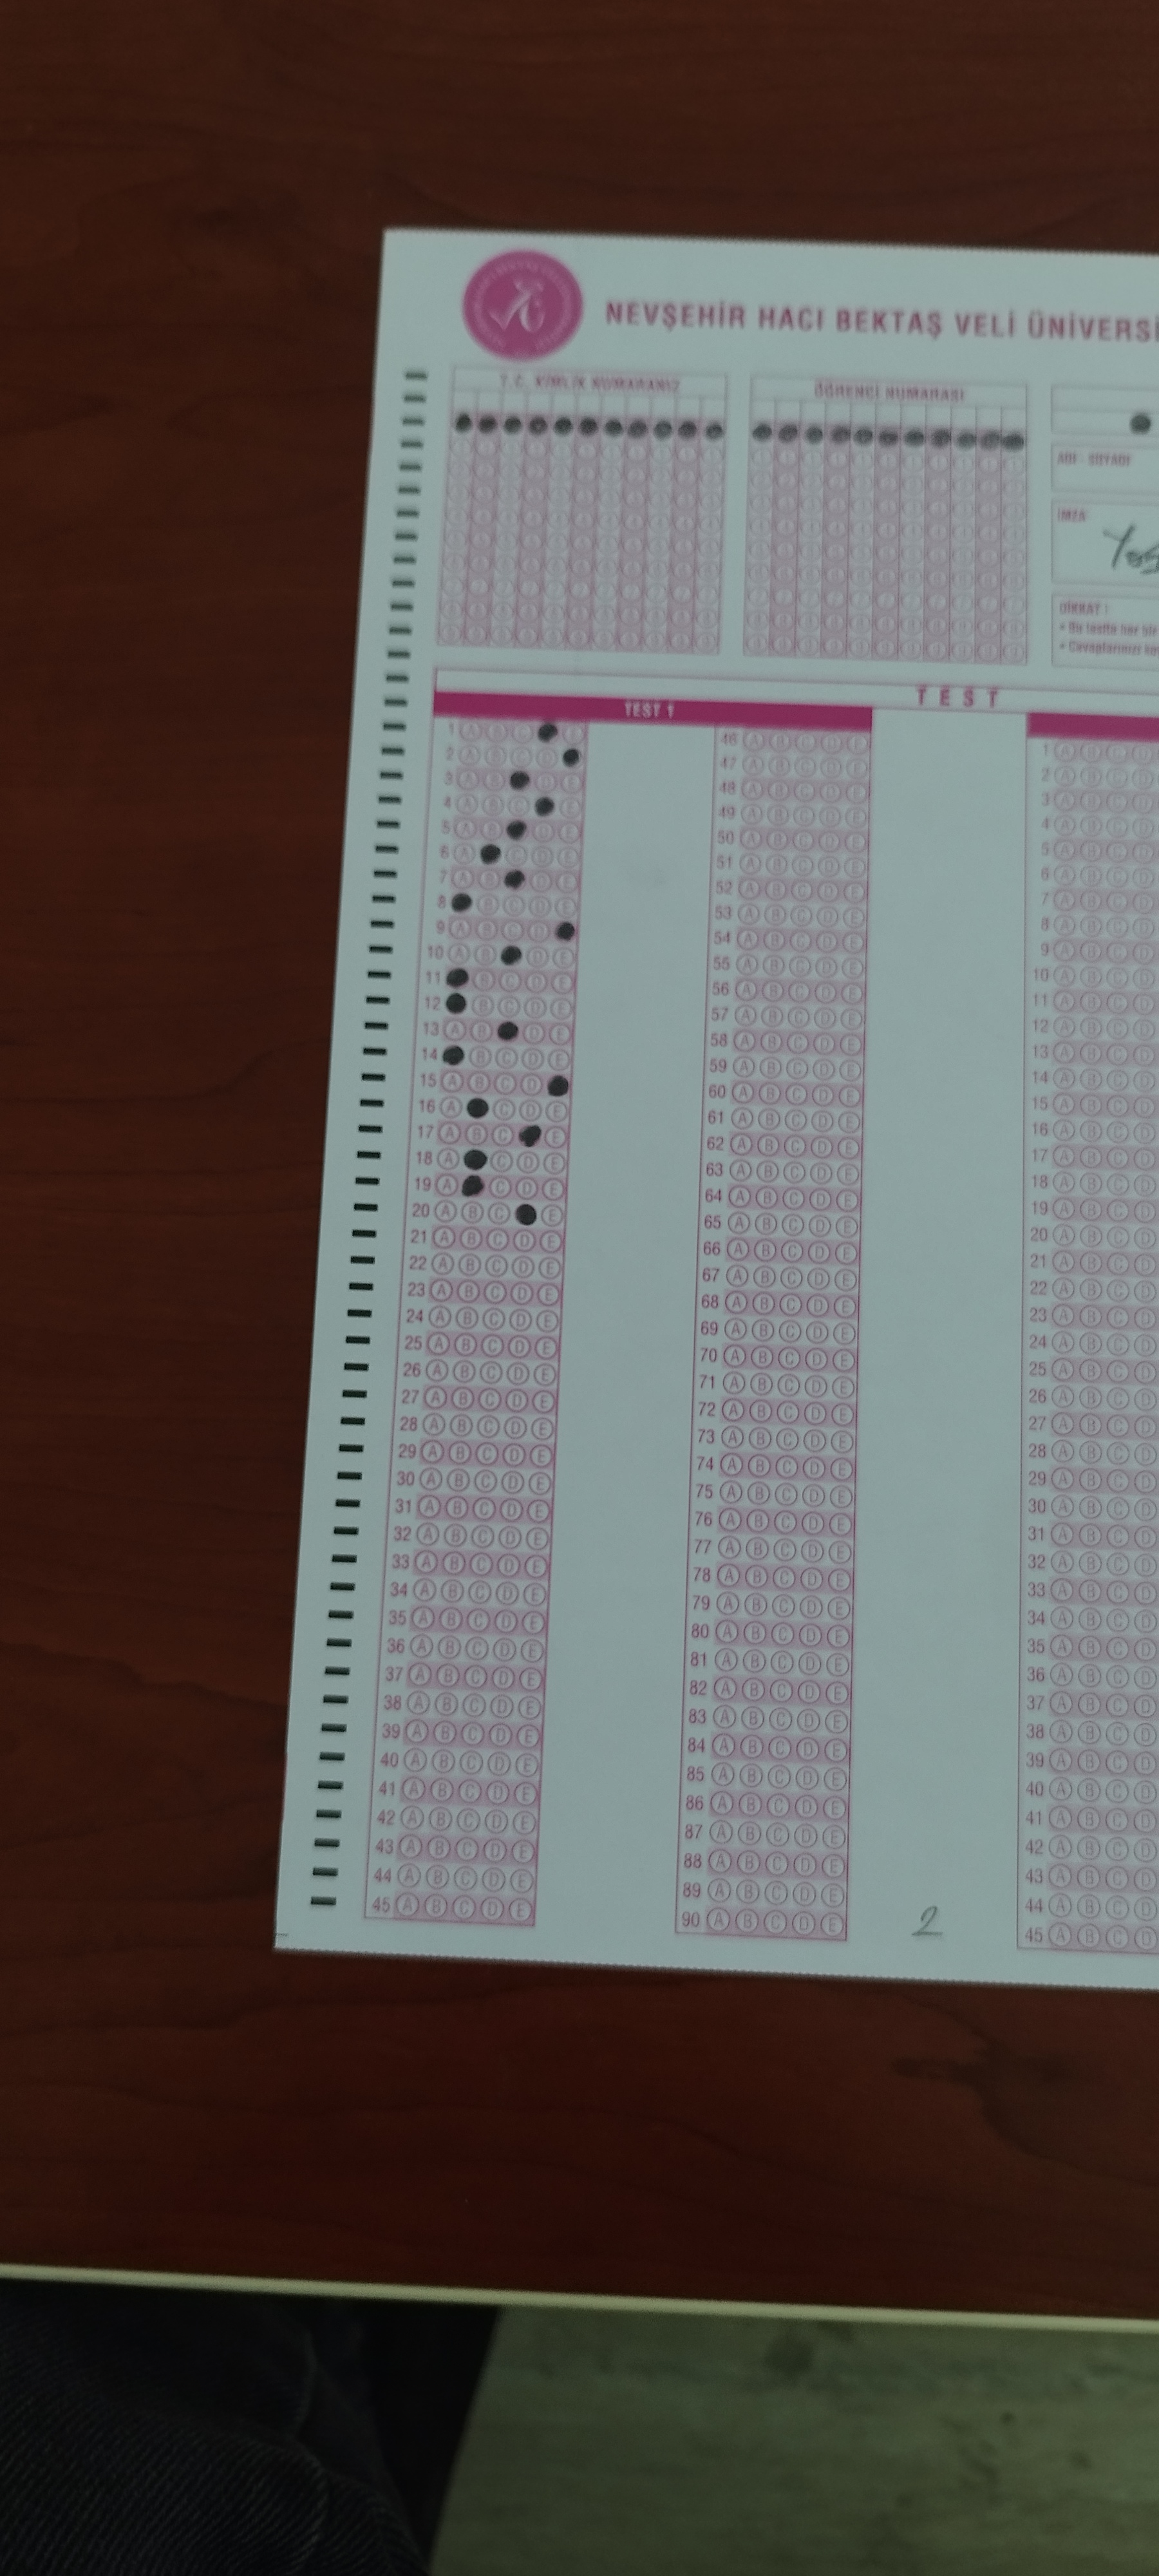 NEVŞEHİR HACI BEKTAŞ VELİ ÜNİVERSİ
T.C. KİMLİK NUMARANIZ
ÖĞRENCİ NUMARASI
ADI - SOYADI
İMZA
DİKKAT !
• Bu testte her bir
• Cevaplarınızı
TEST
TEST 1
1 A B C E
2 A B C D
3 A B D E
4 A B C E
5 A B D E
6 A C D E
7 A B D E
8 B C D E
9 A B C D
10 A B D E
11 B C D E
12 B C D E
13 A B D E
14 B C D E
15 A B C D
16 A C D E
17 A B C E
18 A C D E
19 A C D E
20 A B C E
21 A B C D E
22 A B C D E
23 A B C D E
24 A B C D E
25 A B C D E
26 A B C D E
27 A B C D E
28 A B C D E
29 A B C D E
30 A B C D E
31 A B C D E
32 A B C D E
33 A B C D E
34 A B C D E
35 A B C D E
36 A B C D E
37 A B C D E
38 A B C D E
39 A B C D E
40 A B C D E
41 A B C D E
42 A B C D E
43 A B C D E
44 A B C D E
45 A B C D E
46 A B C D E
47 A B C D E
48 A B C D E
49 A B C D E
50 A B C D E
51 A B C D E
52 A B C D E
53 A B C D E
54 A B C D E
55 A B C D E
56 A B C D E
57 A B C D E
58 A B C D E
59 A B C D E
60 A B C D E
61 A B C D E
62 A B C D E
63 A B C D E
64 A B C D E
65 A B C D E
66 A B C D E
67 A B C D E
68 A B C D E
69 A B C D E
70 A B C D E
71 A B C D E
72 A B C D E
73 A B C D E
74 A B C D E
75 A B C D E
76 A B C D E
77 A B C D E
78 A B C D E
79 A B C D E
80 A B C D E
81 A B C D E
82 A B C D E
83 A B C D E
84 A B C D E
85 A B C D E
86 A B C D E
87 A B C D E
88 A B C D E
89 A B C D E
90 A B C D E
2
1 A B C D
2 A B C D
3 A B C D
4 A B C D
5 A B C D
6 A B C D
7 A B C D
8 A B C D
9 A B C D
10 A B C D
11 A B C D
12 A B C D
13 A B C D
14 A B C D
15 A B C D
16 A B C D
17 A B C D
18 A B C D
19 A B C D
20 A B C D
21 A B C D
22 A B C D
23 A B C D
24 A B C D
25 A B C D
26 A B C D
27 A B C D
28 A B C D
29 A B C D
30 A B C D
31 A B C D
32 A B C D
33 A B C D
34 A B C D
35 A B C D
36 A B C D
37 A B C D
38 A B C D
39 A B C D
40 A B C D
41 A B C D
42 A B C D
43 A B C D
44 A B C D
45 A B C D